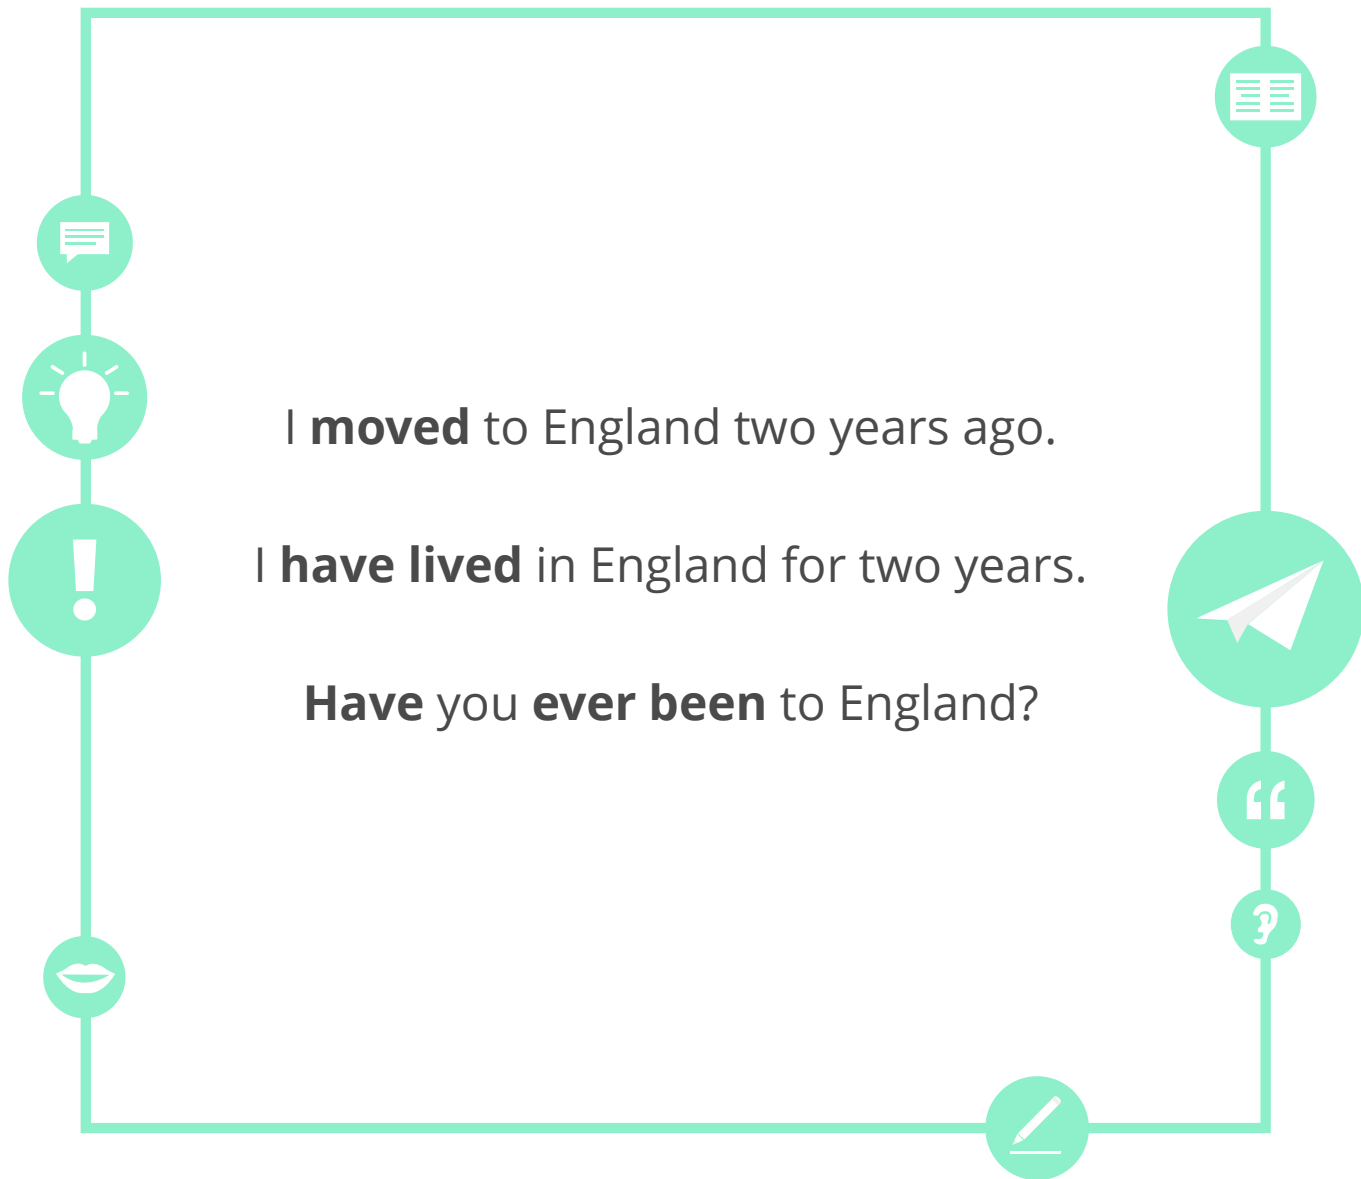 I moved to England two years ago.
I have lived in England for two years.
Have you ever been to England?